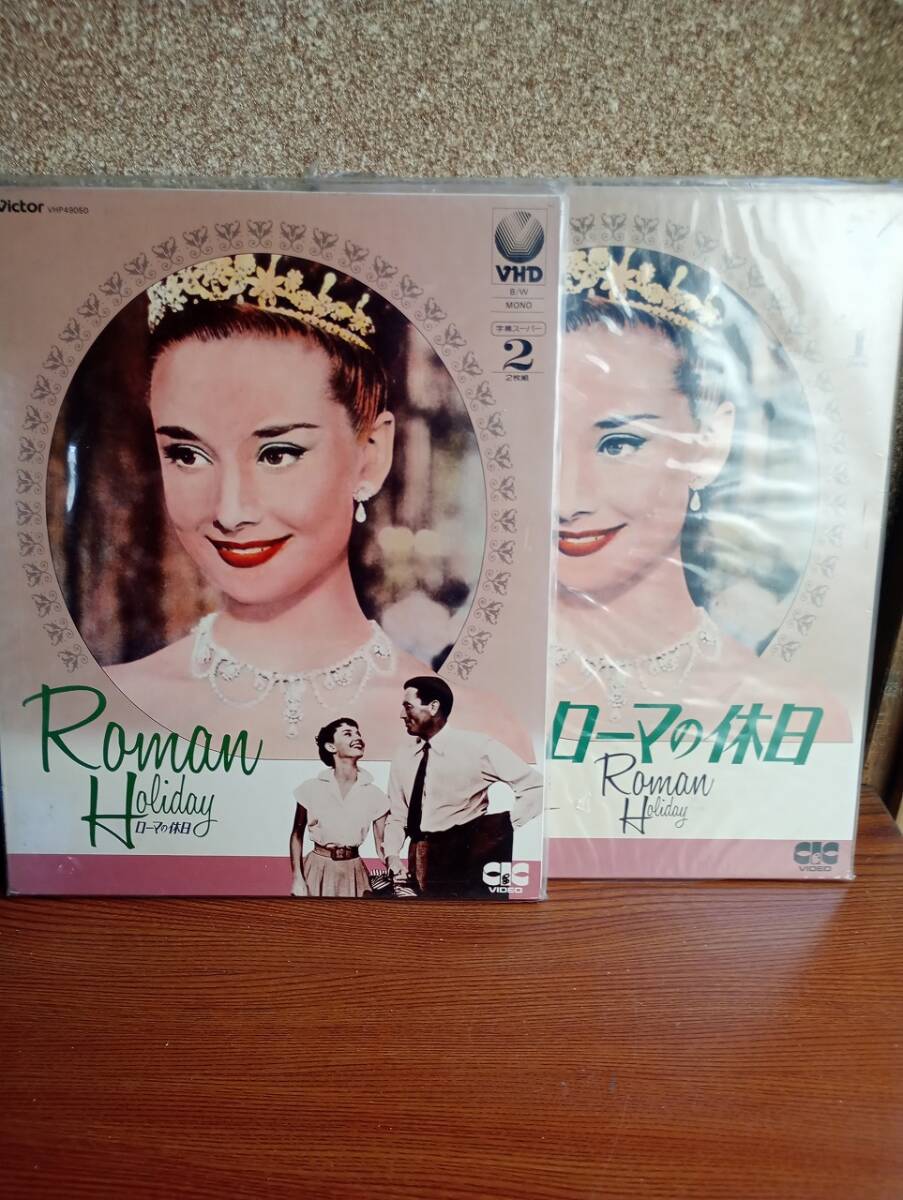 Victor VHP49050
VHD
B/W
MONO
字幕スーパー
2
2枚組
Roman
Holiday
ローマの休日
CIC
VIDEO
1
ローマの休日
Roman
Holiday
CIC
VIDEO